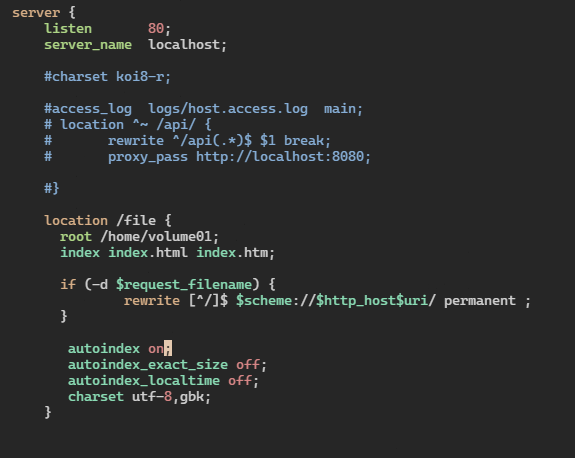 server {
    listen       80;
    server_name  localhost;
    #charset koi8-r;
    #access_log  logs/host.access.log  main;
    # location ^~ /api/ {
    #       rewrite ^/api(.*)$ $1 break;
    #       proxy_pass http://localhost:8080;
    #}
    location /file {
      root /home/volume01;
      index index.html index.htm;
      if (-d $request_filename) {
              rewrite [^/]$ $scheme://$http_host$uri/ permanent ;
      }
       autoindex on;
       autoindex_exact_size off;
       autoindex_localtime off;
       charset utf-8,gbk;
    }